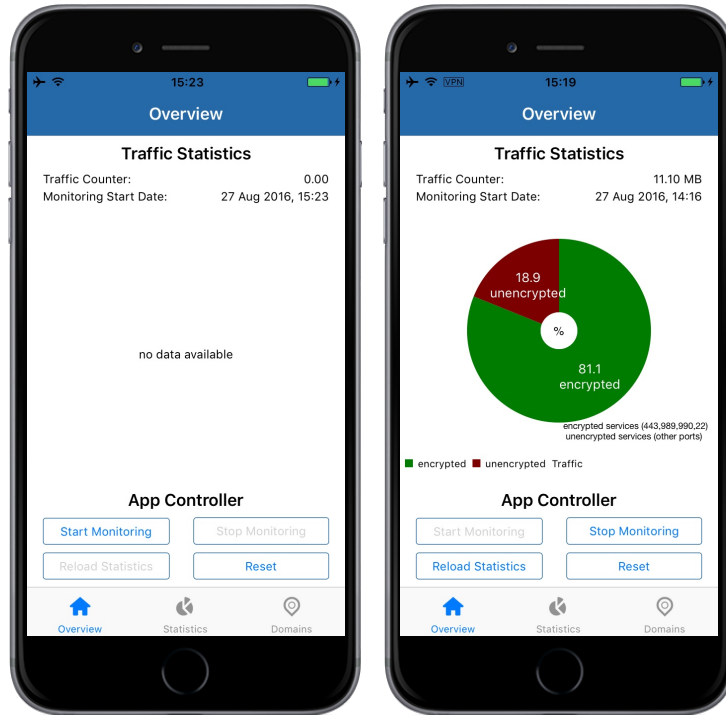 15:23
Overview
Traffic Statistics
Traffic Counter: 0.00
Monitoring Start Date: 27 Aug 2016, 15:23
no data available
App Controller
Start Monitoring Stop Monitoring
Reload Statistics Reset
Overview Statistics Domains
VPN 15:19
Overview
Traffic Statistics
Traffic Counter: 11.10 MB
Monitoring Start Date: 27 Aug 2016, 14:16
18.9
unencrypted
%
81.1
encrypted
encrypted services (443,989,990,22)
unencrypted services (other ports)
encrypted unencrypted Traffic
App Controller
Start Monitoring Stop Monitoring
Reload Statistics Reset
Overview Statistics Domains